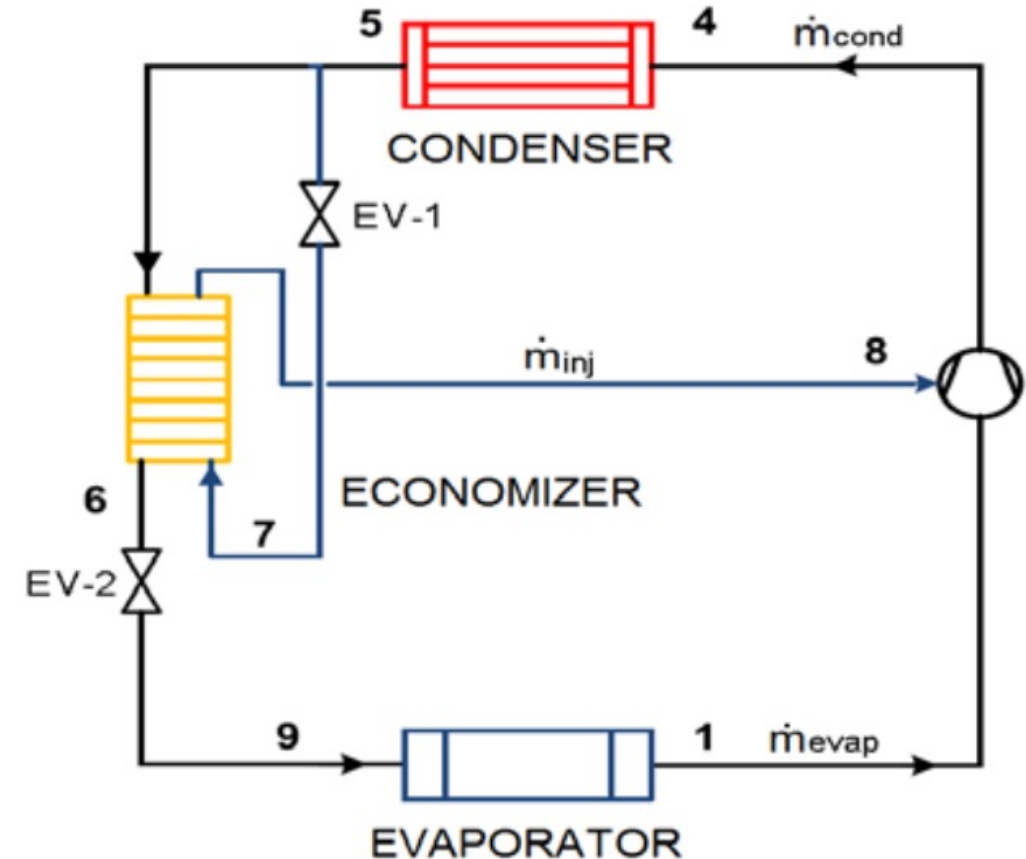 5
4
ṁcond
CONDENSER
EV-1
ṁinj
8
ECONOMIZER
6
7
EV-2
9
1
ṁevap
EVAPORATOR